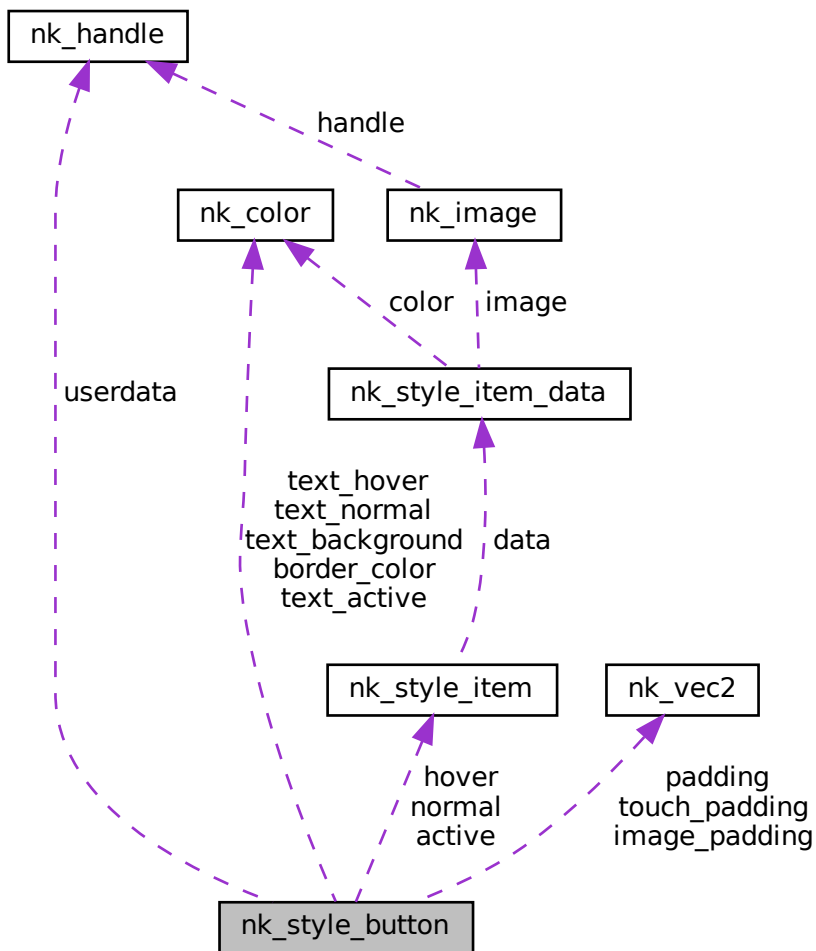 nk_handle
handle
nk_color
nk_image
color
image
nk_style_item_data
userdata
text_hover
text_normal
text_background
border_color
text_active
data
nk_style_item
nk_vec2
hover
normal
active
padding
touch_padding
image_padding
nk_style_button